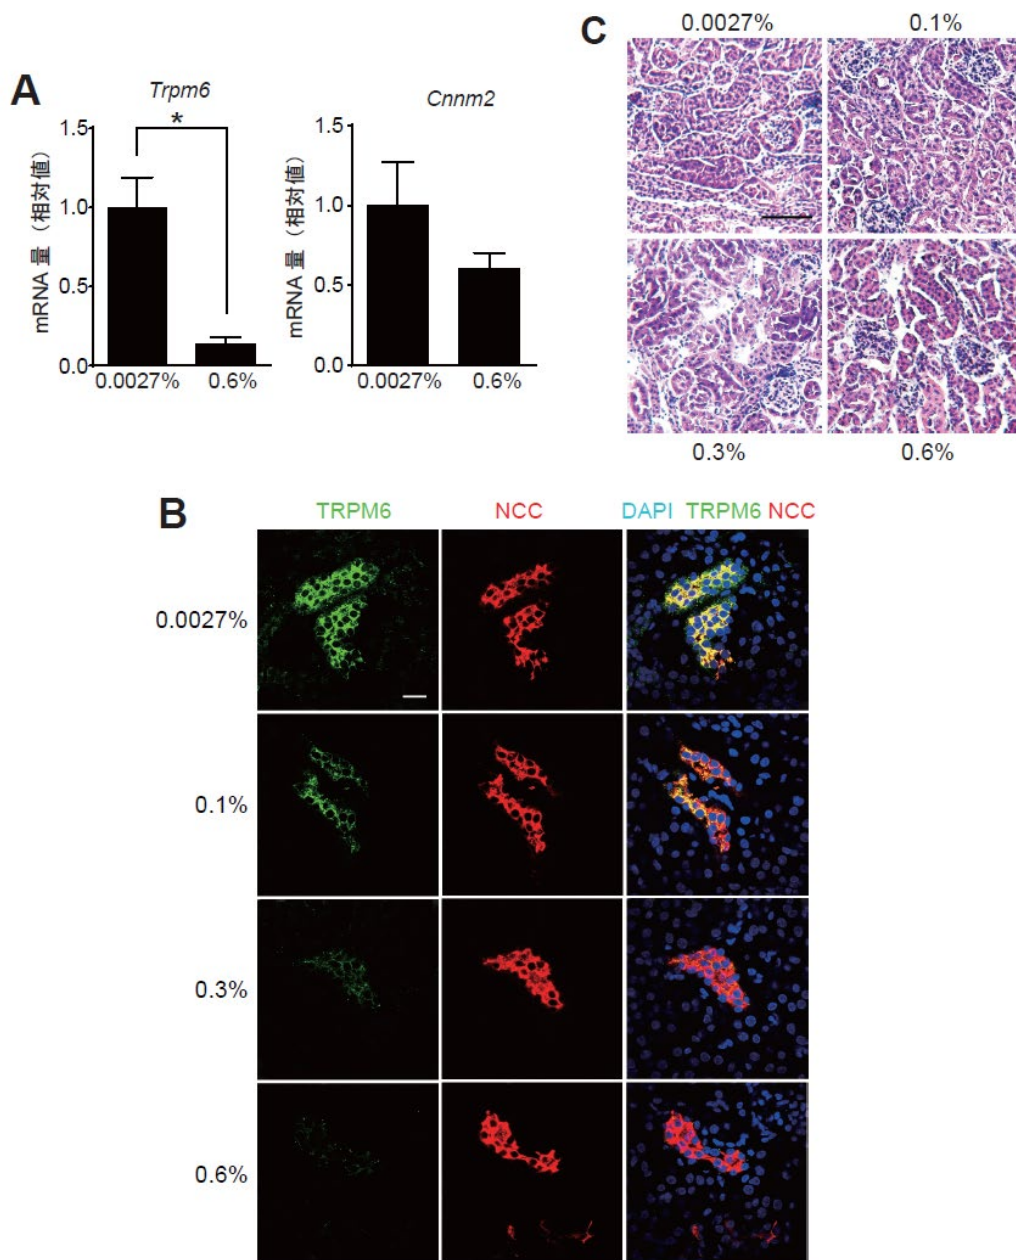 A
Trpm6
*
mRNA 量（相対値）
1.5
1.0
0.5
0.0
0.0027% 0.6%
Cnnm2
mRNA 量（相対値）
1.5
1.0
0.5
0.0
0.0027% 0.6%
C
0.0027% 0.1%
0.3% 0.6%
B
TRPM6 NCC DAPI TRPM6 NCC
0.0027%
0.1%
0.3%
0.6%